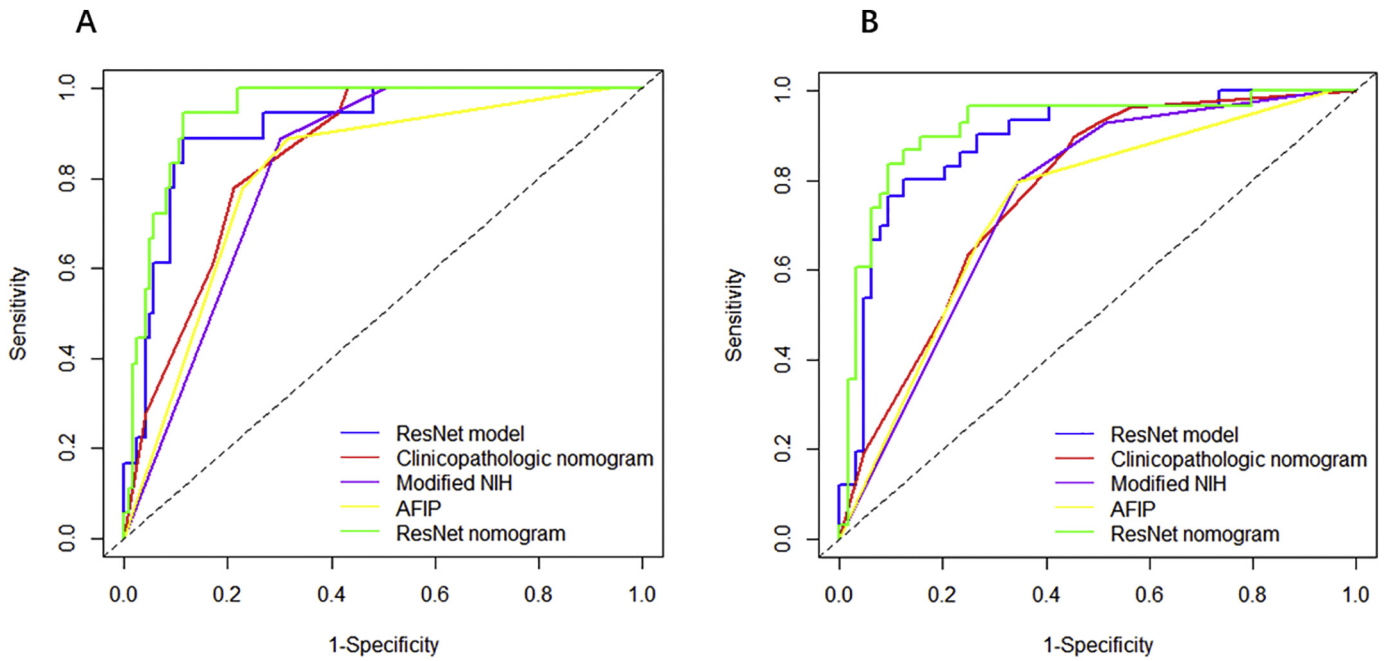 A
1.0
0.8
0.6
0.4
0.2
0.0
Sensitivity
ResNet model
Clinicopathologic nomogram
Modified NIH
AFIP
ResNet nomogram
0.0 0.2 0.4 0.6 0.8 1.0
1-Specificity
B
1.0
0.8
0.6
0.4
0.2
0.0
Sensitivity
ResNet model
Clinicopathologic nomogram
Modified NIH
AFIP
ResNet nomogram
0.0 0.2 0.4 0.6 0.8 1.0
1-Specificity